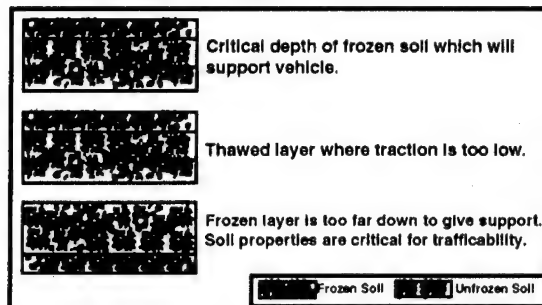 Critical depth of frozen soil which will
support vehicle.
Thawed layer where traction is too low.
Frozen layer is too far down to give support.
Soil properties are critical for trafficability.
Frozen Soil Unfrozen Soil